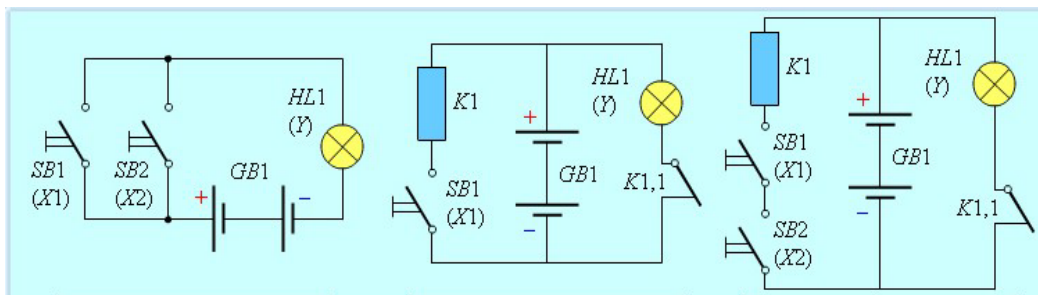 HL1
(Y)
SB1
(X1)
SB2
(X2)
GB1
+
−
K1
HL1
(Y)
+
SB1
(X1)
GB1
K1,1
−
K1
HL1
(Y)
+
SB1
(X1)
GB1
K1,1
−
SB2
(X2)